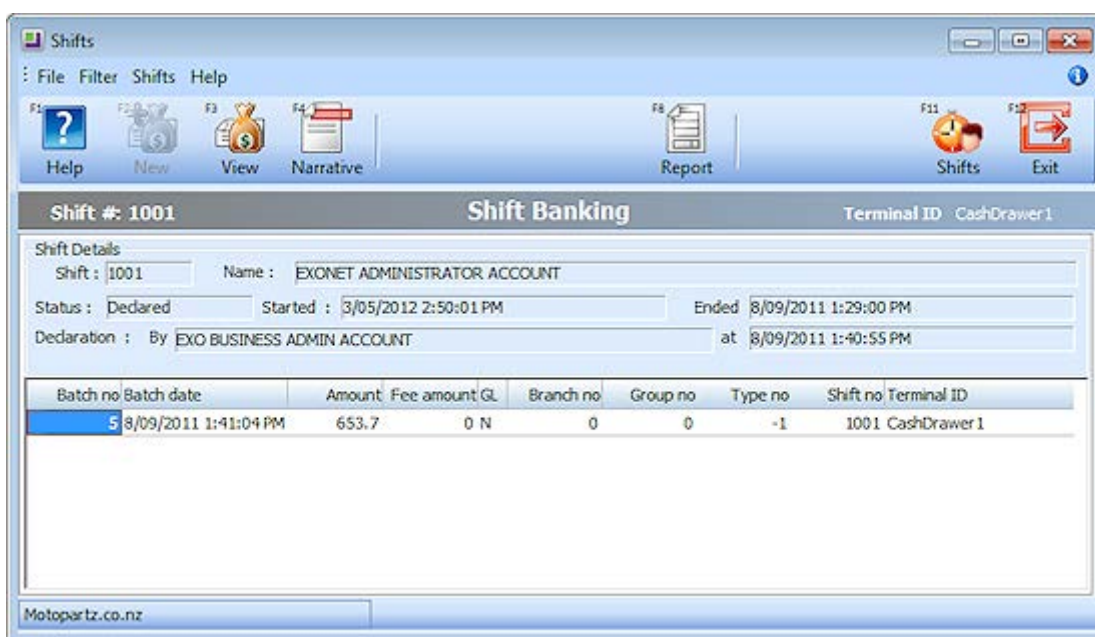 Shifts
File Filter Shifts Help
F1 F2 F3 F4 F8 F11 F12
Help New View Narrative Report Shifts Exit
Shift #: 1001 Shift Banking Terminal ID CashDrawer1
Shift Details
Shift : 1001 Name : EXONET ADMINISTRATOR ACCOUNT
Status : Declared Started : 3/05/2012 2:50:01 PM Ended 8/09/2011 1:29:00 PM
Declaration : By EXO BUSINESS ADMIN ACCOUNT at 8/09/2011 1:40:55 PM
Batch no Batch date Amount Fee amount GL Branch no Group no Type no Shift no Terminal ID
5 8/09/2011 1:41:04 PM 653.7 0 N 0 0 -1 1001 CashDrawer1
Motopartz.co.nz